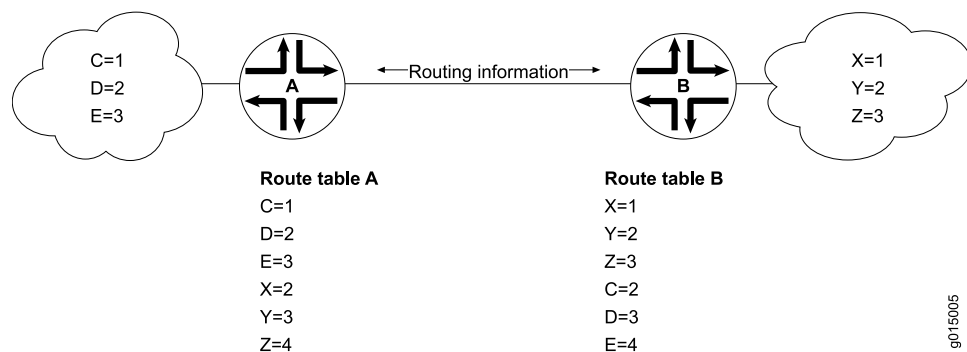 C=1
D=2
E=3
A
Routing information
B
X=1
Y=2
Z=3
Route table A
C=1
D=2
E=3
X=2
Y=3
Z=4
Route table B
X=1
Y=2
Z=3
C=2
D=3
E=4
g015005